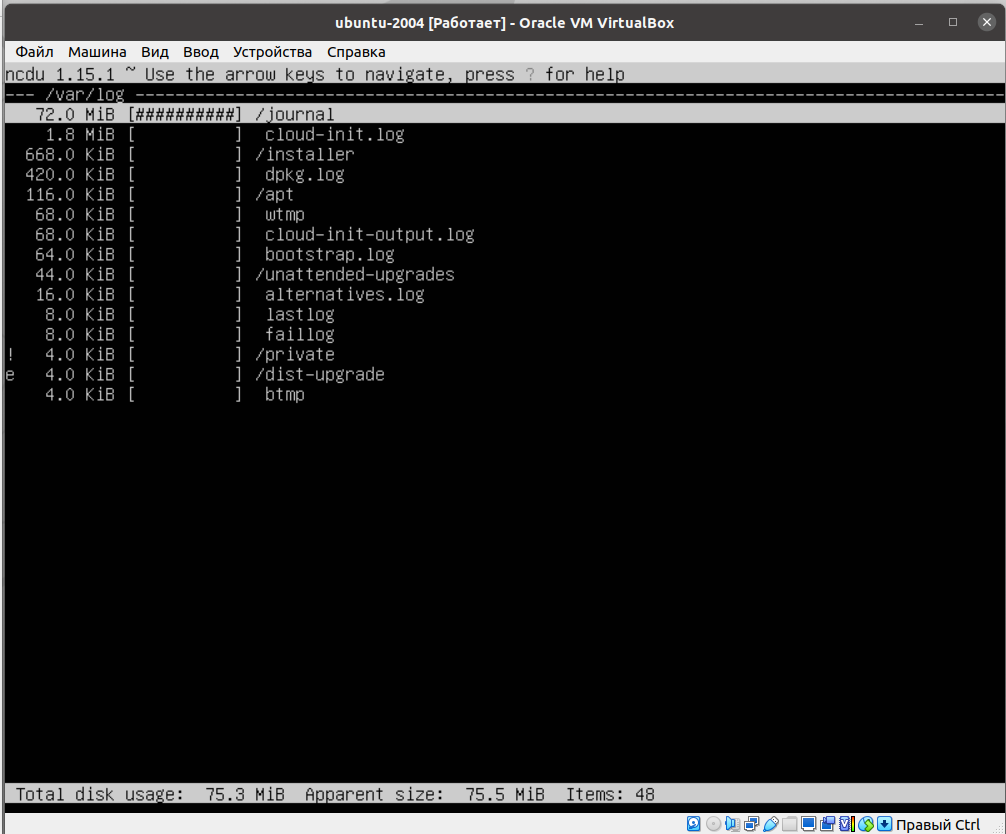 ubuntu-2004 [Работает] - Oracle VM VirtualBox
Файл Машина Вид Ввод Устройства Справка
ncdu 1.15.1 ~ Use the arrow keys to navigate, press ? for help
--- /var/log ---------------------------------------------------------------------------------------
72.0 MiB [##########] /journal
1.8 MiB [          ]  cloud-init.log
668.0 KiB [          ] /installer
420.0 KiB [          ]  dpkg.log
116.0 KiB [          ] /apt
68.0 KiB [          ]  wtmp
68.0 KiB [          ]  cloud-init-output.log
64.0 KiB [          ]  bootstrap.log
44.0 KiB [          ] /unattended-upgrades
16.0 KiB [          ]  alternatives.log
8.0 KiB [          ]  lastlog
8.0 KiB [          ]  faillog
! 4.0 KiB [          ] /private
e 4.0 KiB [          ] /dist-upgrade
4.0 KiB [          ]  btmp
Total disk usage: 75.3 MiB Apparent size: 75.5 MiB Items: 48
Правый Ctrl